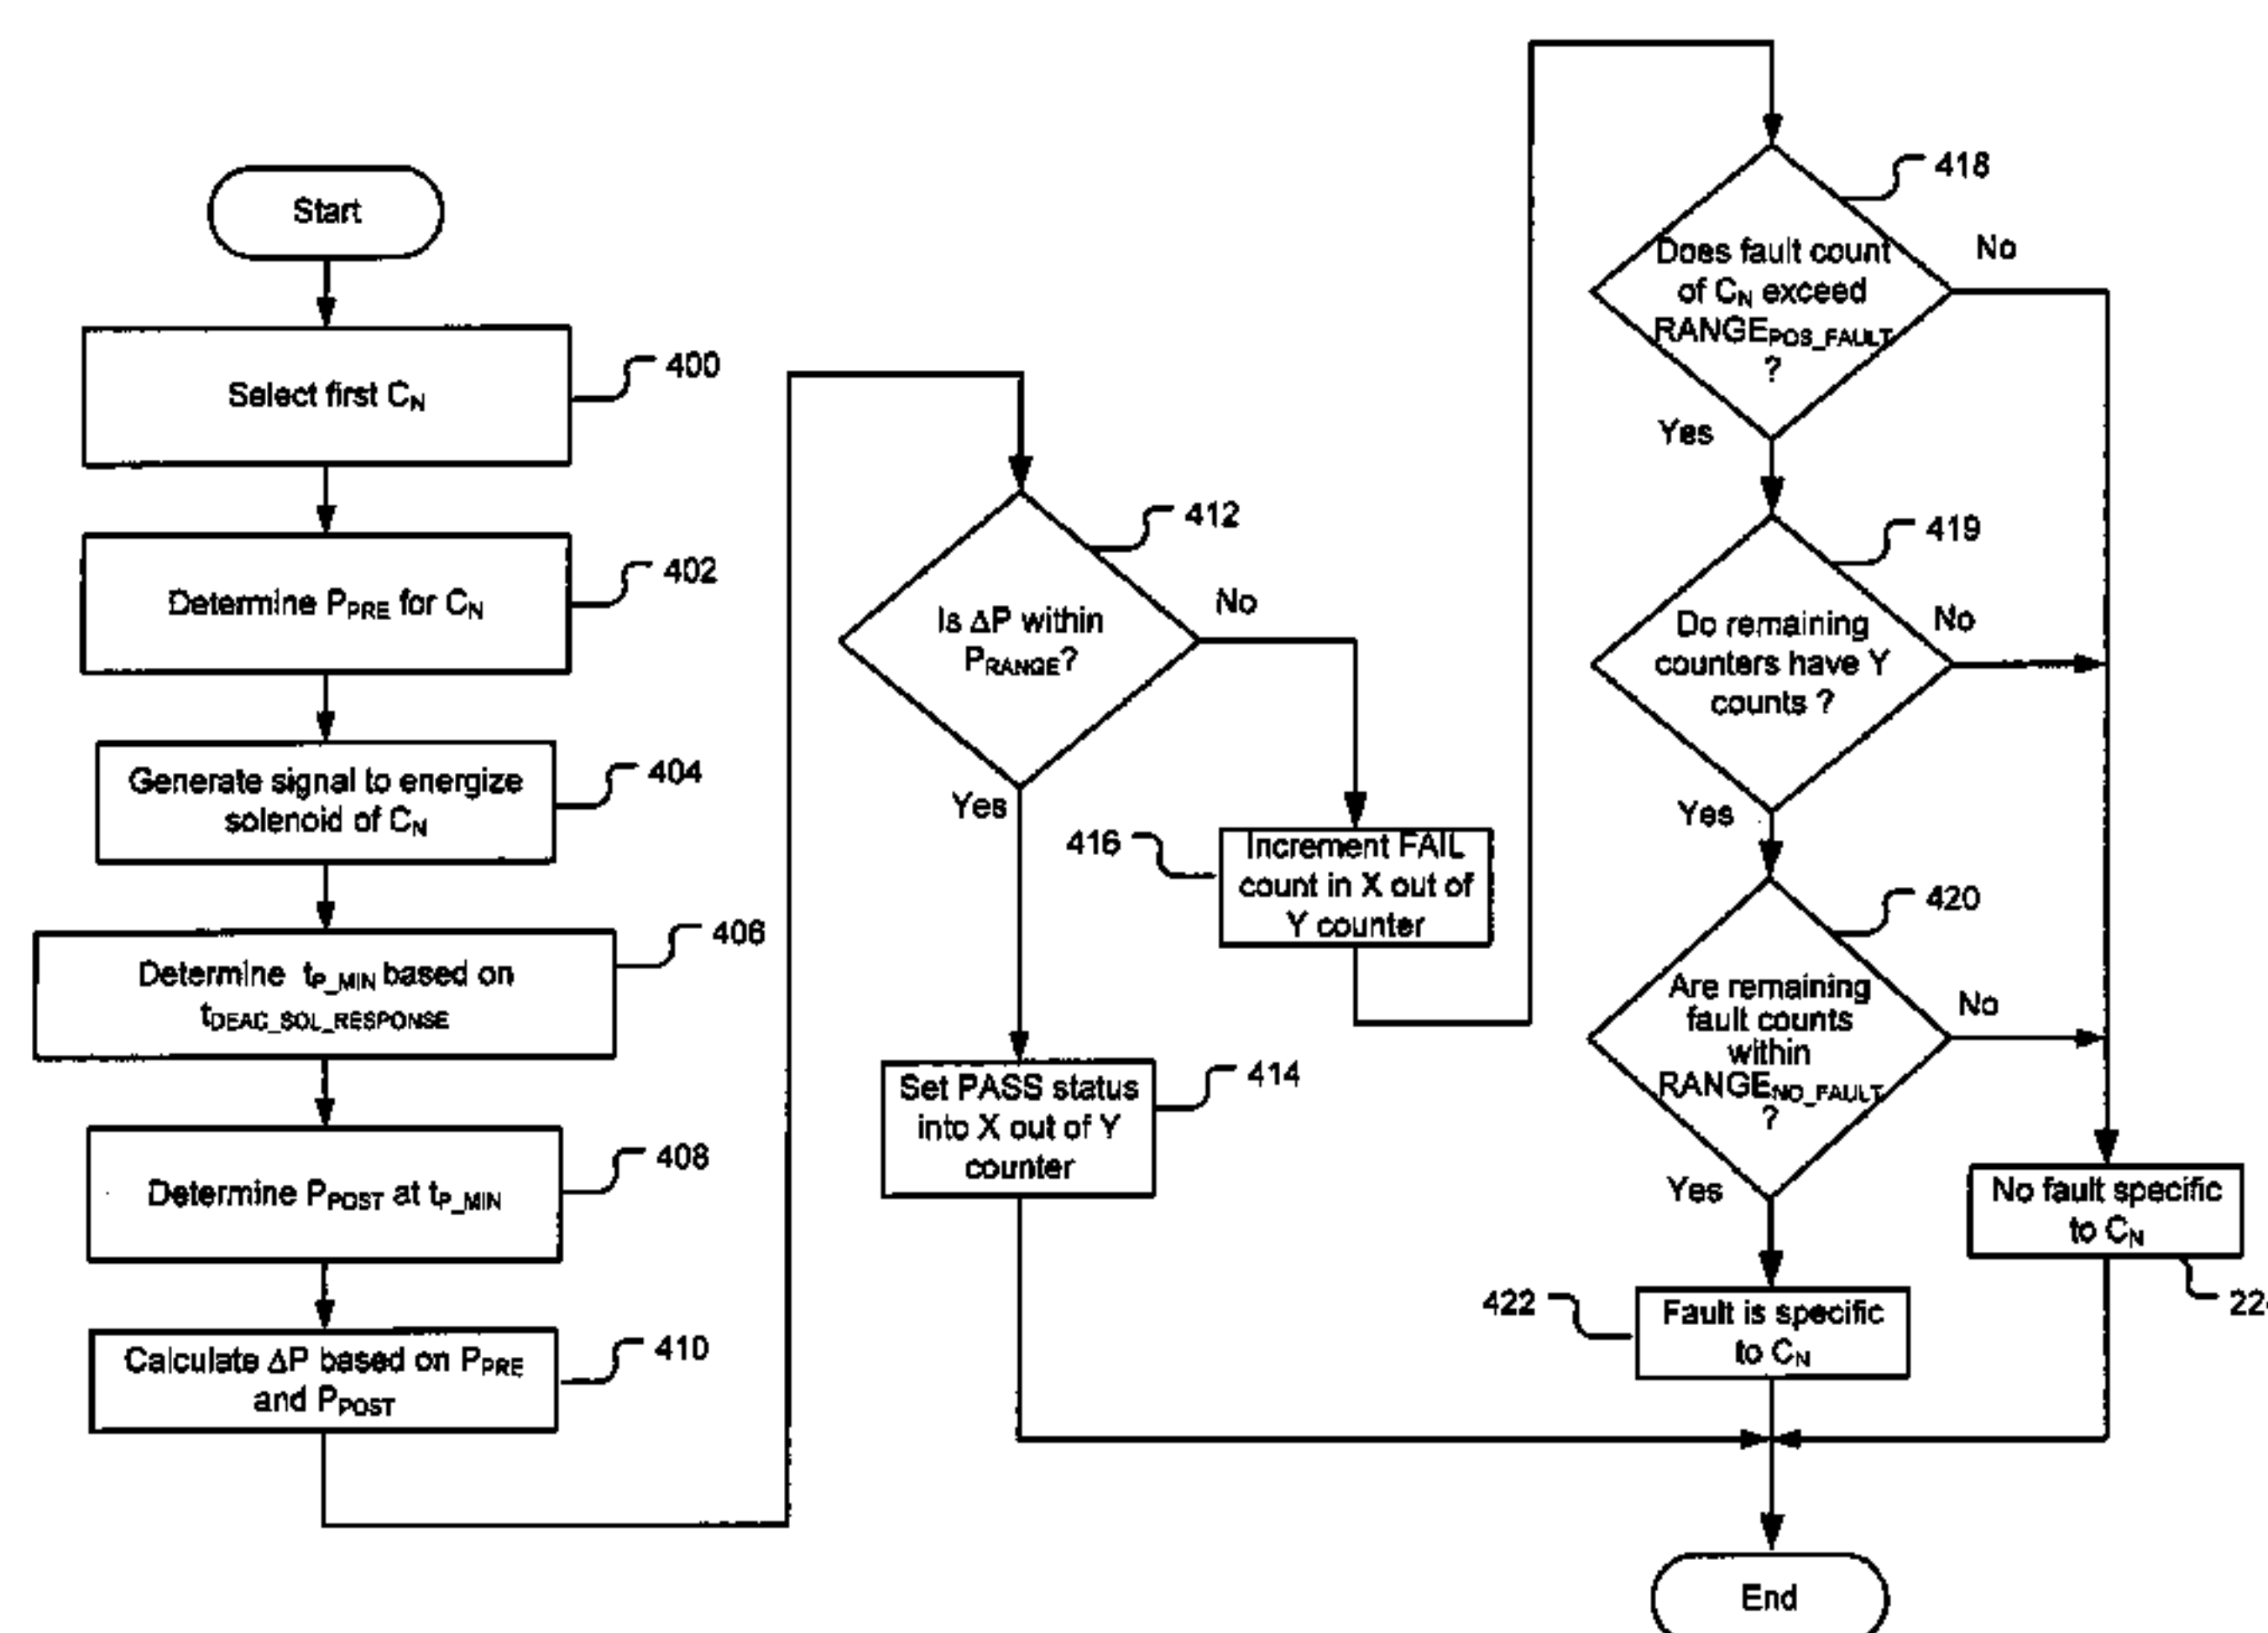 Start
Select first CN
400
Determine PPRE for CN
402
Generate signal to energize
solenoid of CN
404
Determine tP_MIN based on
tDEAC_SOL_RESPONSE
406
Determine PPOST at tP_MIN
408
Calculate ΔP based on PPRE
and PPOST
410
Is ΔP within
PRANGE?
412
No
Yes
Set PASS status
into X out of Y
counter
414
416
Increment FAIL
count in X out of
Y counter
Does fault count
of CN exceed
RANGEPOS_FAULT
?
418
No
Yes
Do remaining
counters have Y
counts ?
419
No
Yes
Are remaining
fault counts
within
RANGENO_FAULT
?
420
No
Yes
422
Fault is specific
to CN
No fault specific
to CN
22
End